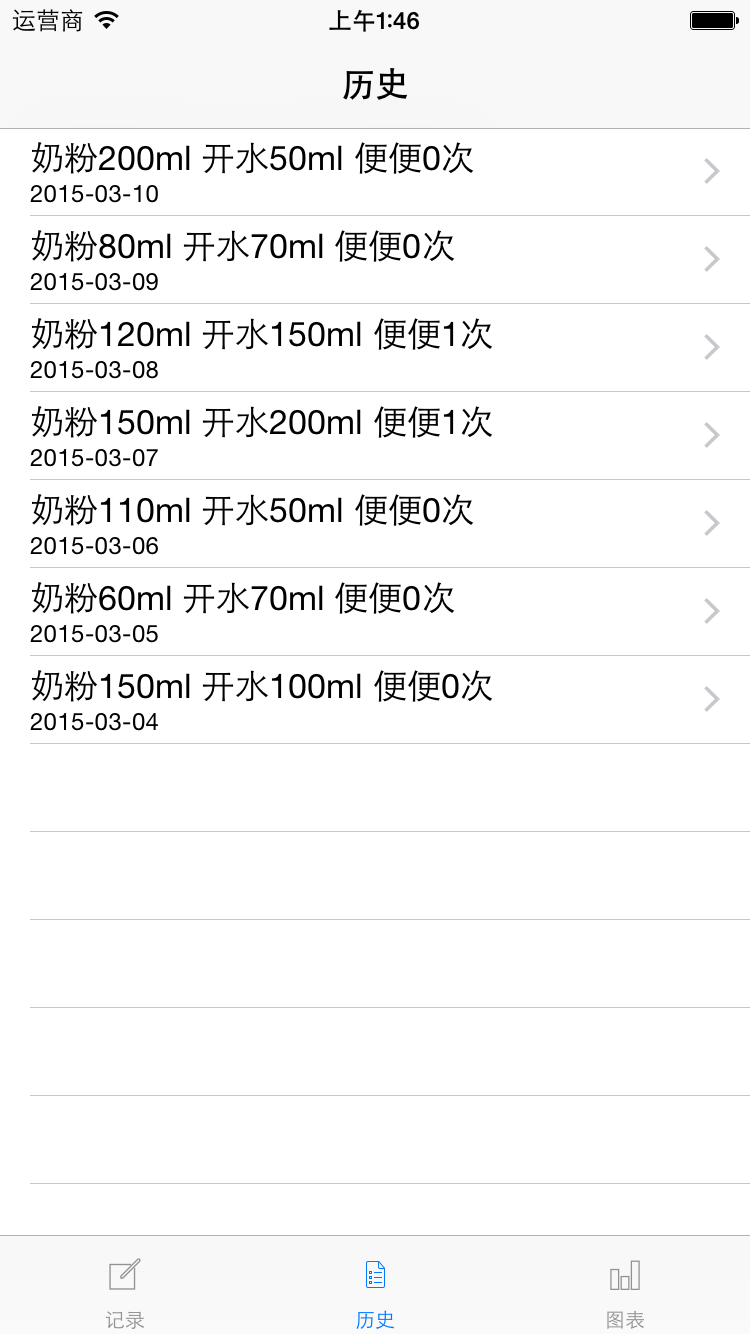 运营商 上午1:46
历史
奶粉200ml 开水50ml 便便0次
2015-03-10
奶粉80ml 开水70ml 便便0次
2015-03-09
奶粉120ml 开水150ml 便便1次
2015-03-08
奶粉150ml 开水200ml 便便1次
2015-03-07
奶粉110ml 开水50ml 便便0次
2015-03-06
奶粉60ml 开水70ml 便便0次
2015-03-05
奶粉150ml 开水100ml 便便0次
2015-03-04
记录 历史 图表